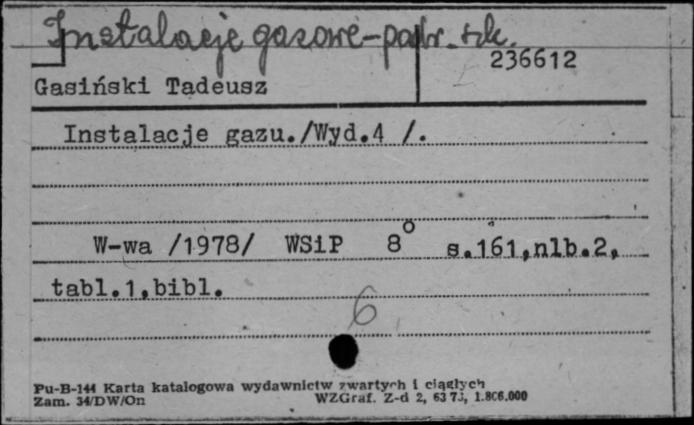 Instalacje gazowe-podr. szk.
236612
Gasiński Tadeusz
Instalacje gazu./Wyd.4 /.
W-wa /1978/ WSiP 8° s.161,nlb.2,
tabl.1,bibl.
6
Pu-B-144 Karta katalogowa wydawnictw zwartych i ciągłych
Zam. 34/DW/On WZGraf. Z-d 2, 63 73, 1.806.000